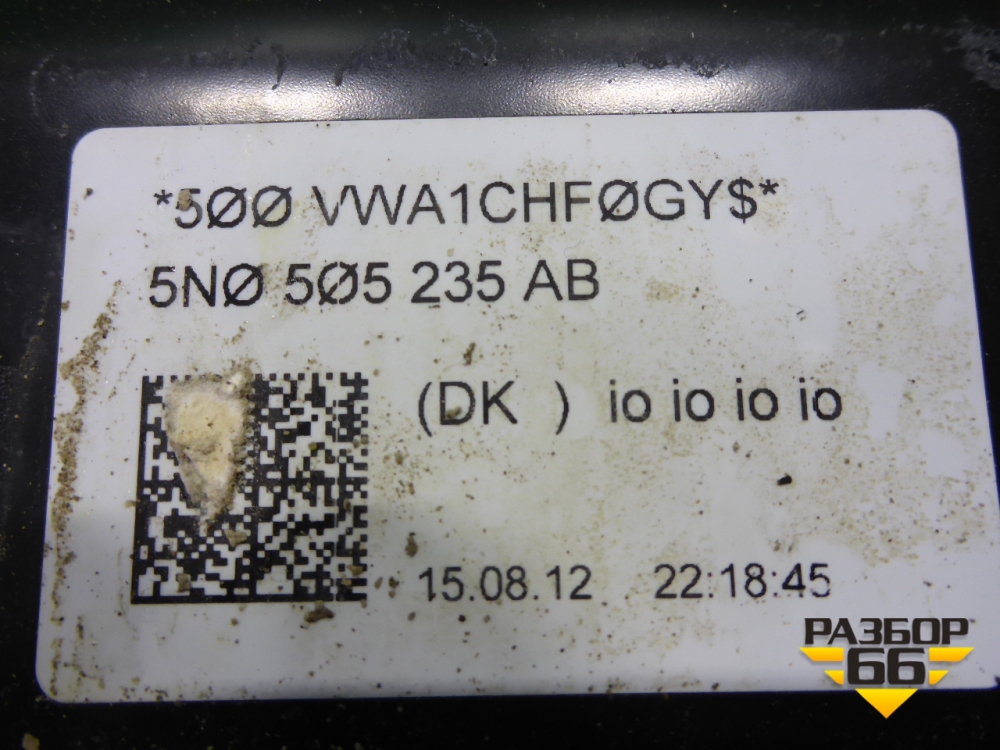 *5ØØ VWA1CHFØGY$*
5NØ 5Ø5 235 AB
(DK ) io io io io
15.08.12 22:18:45
РАЗБОР
66